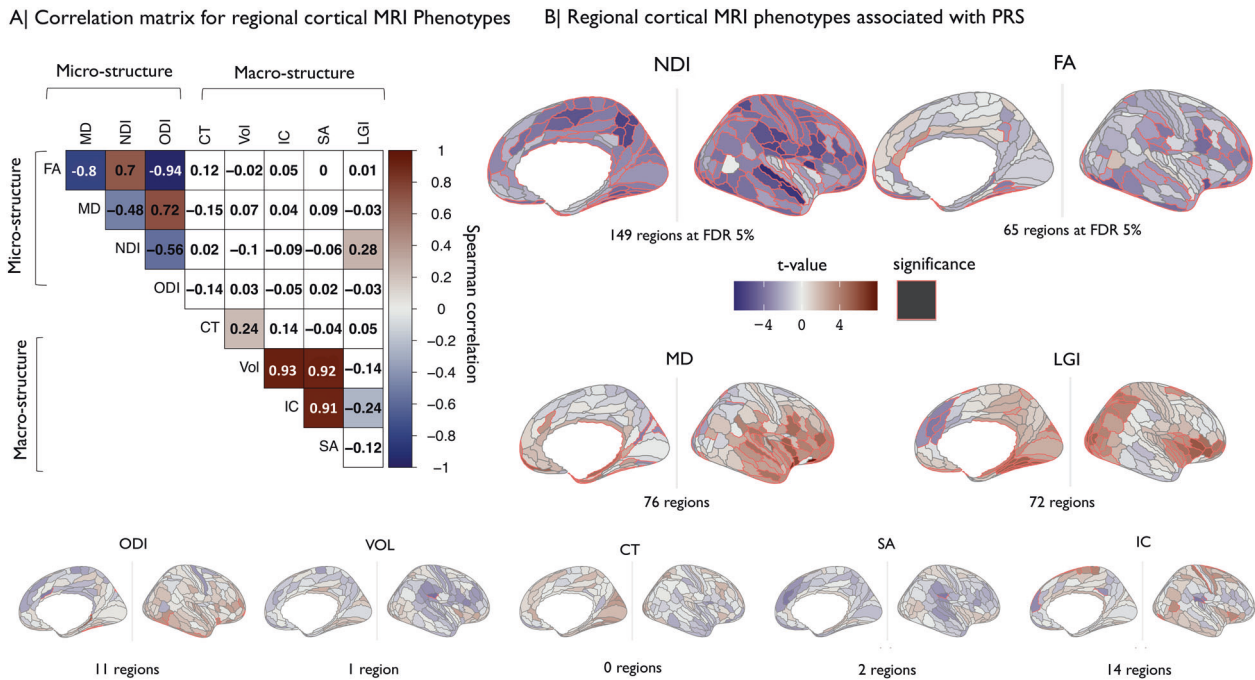 A| Correlation matrix for regional cortical MRI Phenotypes
Micro-structure
Macro-structure
MD NDI ODI CT Vol IC SA LGI
Micro-structure
Macro-structure
FA -0.8 0.7 -0.94 0.12 -0.02 0.05 0 0.01
MD -0.48 0.72 -0.15 0.07 0.04 0.09 -0.03
NDI -0.56 0.02 -0.1 -0.09 -0.06 0.28
ODI -0.14 0.03 -0.05 0.02 -0.03
CT 0.24 0.14 -0.04 0.05
Vol 0.93 0.92 -0.14
IC 0.91 -0.24
SA -0.12
1
0.8
0.6
0.4
0.2
0
-0.2
-0.4
-0.6
-0.8
-1
Spearman correlation
B| Regional cortical MRI phenotypes associated with PRS
NDI
149 regions at FDR 5%
FA
65 regions at FDR 5%
t-value
-4 0 4
significance
MD
76 regions
LGI
72 regions
ODI
11 regions
VOL
1 region
CT
0 regions
SA
2 regions
IC
14 regions